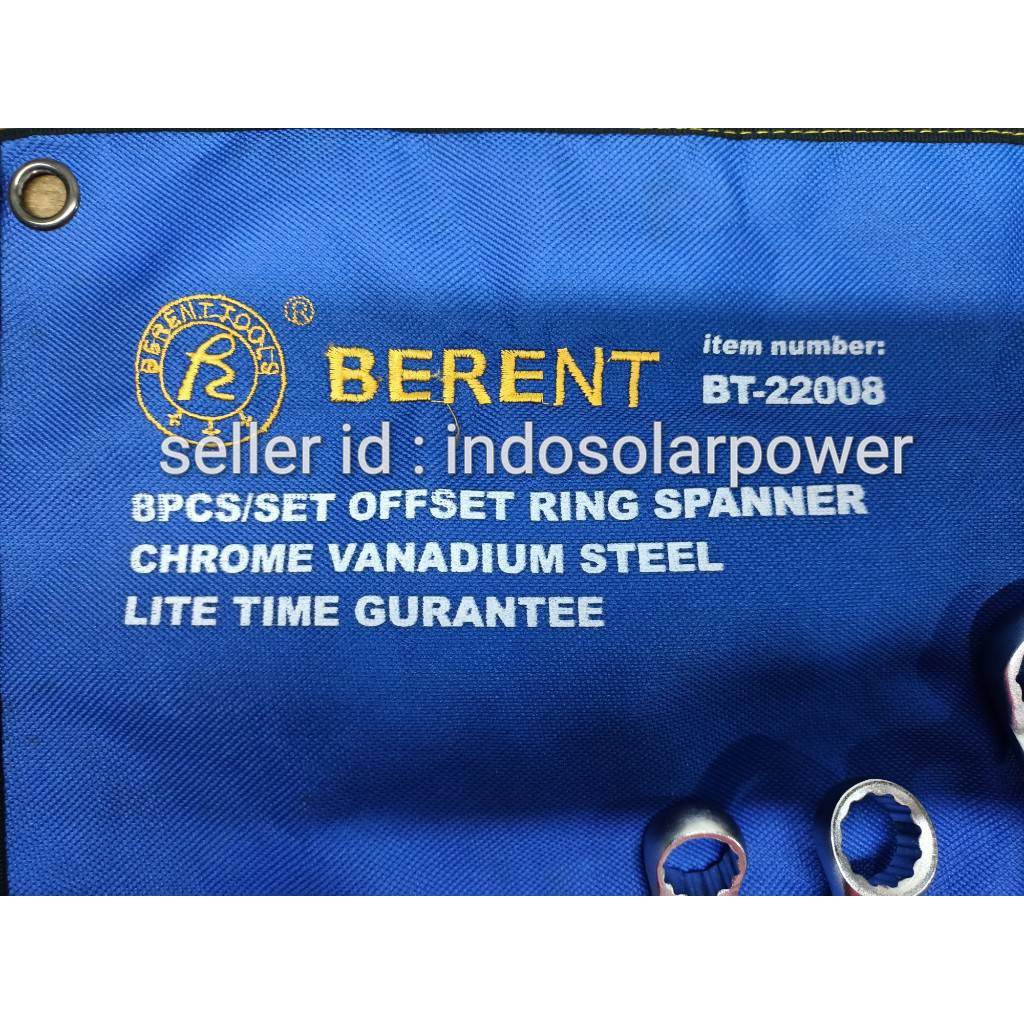 BERENT TOOLS
®
BERENT
item number:
BT-22008
seller id : indosolarpower
8PCS/SET OFFSET RING SPANNER
CHROME VANADIUM STEEL
LITE TIME GURANTEE